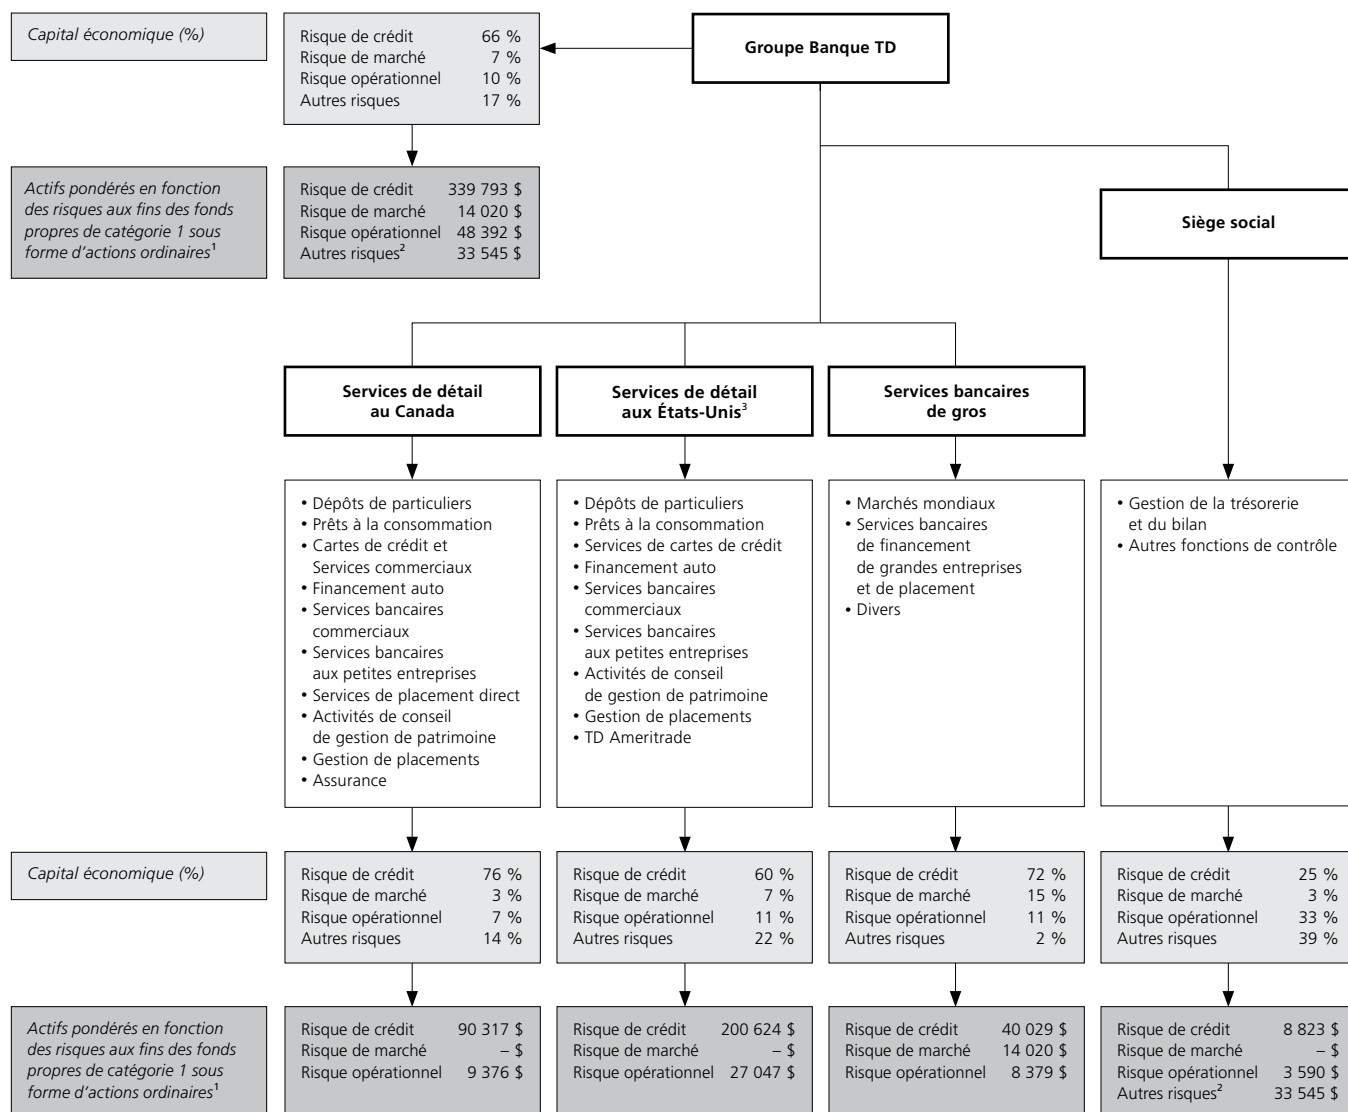 Capital économique (%)
Risque de crédit 66 %
Risque de marché 7 %
Risque opérationnel 10 %
Autres risques 17 %
Groupe Banque TD
Actifs pondérés en fonction
des risques aux fins des fonds
propres de catégorie 1 sous
forme d’actions ordinaires¹
Risque de crédit 339 793 $
Risque de marché 14 020 $
Risque opérationnel 48 392 $
Autres risques² 33 545 $
Siège social
Services de détail
au Canada
Services de détail
aux États-Unis³
Services bancaires
de gros
• Dépôts de particuliers
• Prêts à la consommation
• Cartes de crédit et
Services commerciaux
• Financement auto
• Services bancaires
commerciaux
• Services bancaires
aux petites entreprises
• Services de placement direct
• Activités de conseil
de gestion de patrimoine
• Gestion de placements
• Assurance
• Dépôts de particuliers
• Prêts à la consommation
• Services de cartes de crédit
• Financement auto
• Services bancaires
commerciaux
• Services bancaires
aux petites entreprises
• Activités de conseil
de gestion de patrimoine
• Gestion de placements
• TD Ameritrade
• Marchés mondiaux
• Services bancaires
de financement
de grandes entreprises
et de placement
• Divers
• Gestion de la trésorerie
et du bilan
• Autres fonctions de contrôle
Capital économique (%)
Risque de crédit 76 %
Risque de marché 3 %
Risque opérationnel 7 %
Autres risques 14 %
Risque de crédit 60 %
Risque de marché 7 %
Risque opérationnel 11 %
Autres risques 22 %
Risque de crédit 72 %
Risque de marché 15 %
Risque opérationnel 11 %
Autres risques 2 %
Risque de crédit 25 %
Risque de marché 3 %
Risque opérationnel 33 %
Autres risques 39 %
Actifs pondérés en fonction
des risques aux fins des fonds
propres de catégorie 1 sous
forme d’actions ordinaires¹
Risque de crédit 90 317 $
Risque de marché – $
Risque opérationnel 9 376 $
Risque de crédit 200 624 $
Risque de marché – $
Risque opérationnel 27 047 $
Risque de crédit 40 029 $
Risque de marché 14 020 $
Risque opérationnel 8 379 $
Risque de crédit 8 823 $
Risque de marché – $
Risque opérationnel 3 590 $
Autres risques² 33 545 $